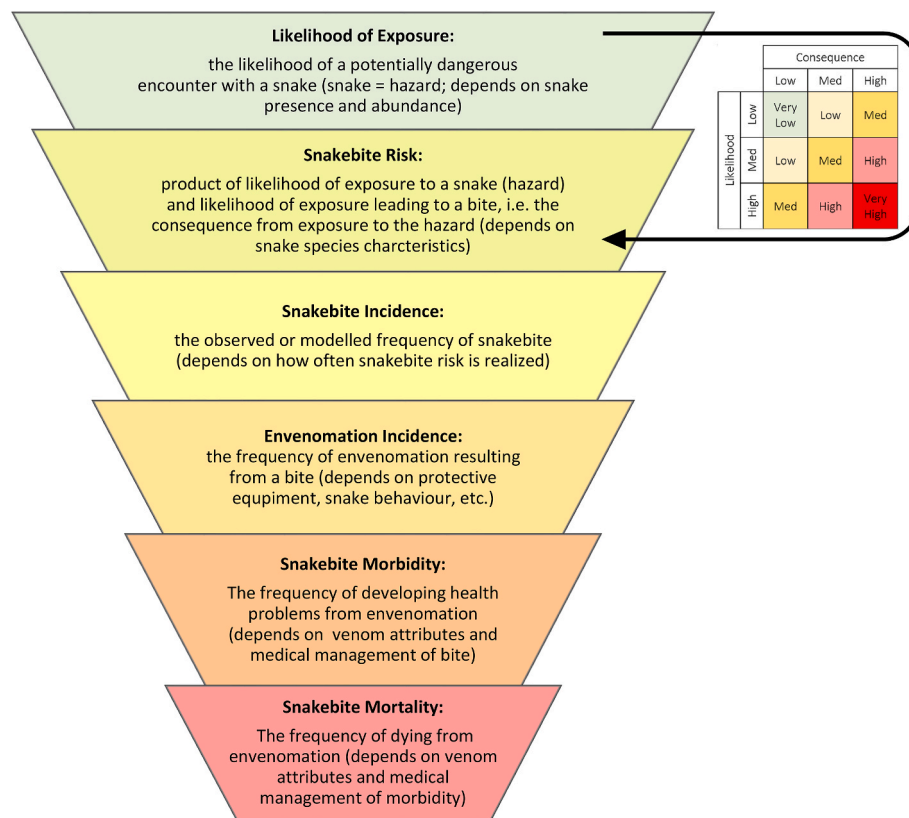 Likelihood of Exposure:
the likelihood of a potentially dangerous
encounter with a snake (snake = hazard; depends on snake
presence and abundance)
Consequence
Low Med High
Likelihood
Low
Very
Low
Low
Med
Med
Low
Med
High
High
Med
High
Very
High
Snakebite Risk:
product of likelihood of exposure to a snake (hazard)
and likelihood of exposure leading to a bite, i.e. the
consequence from exposure to the hazard (depends on
snake species charcteristics)
Snakebite Incidence:
the observed or modelled frequency of snakebite
(depends on how often snakebite risk is realized)
Envenomation Incidence:
the frequency of envenomation resulting
from a bite (depends on protective
equpiment, snake behaviour, etc.)
Snakebite Morbidity:
The frequency of developing health
problems from envenomation
(depends on venom attributes and
medical management of bite)
Snakebite Mortality:
The frequency of dying from
envenomation (depends on venom
attributes and medical
management of morbidity)